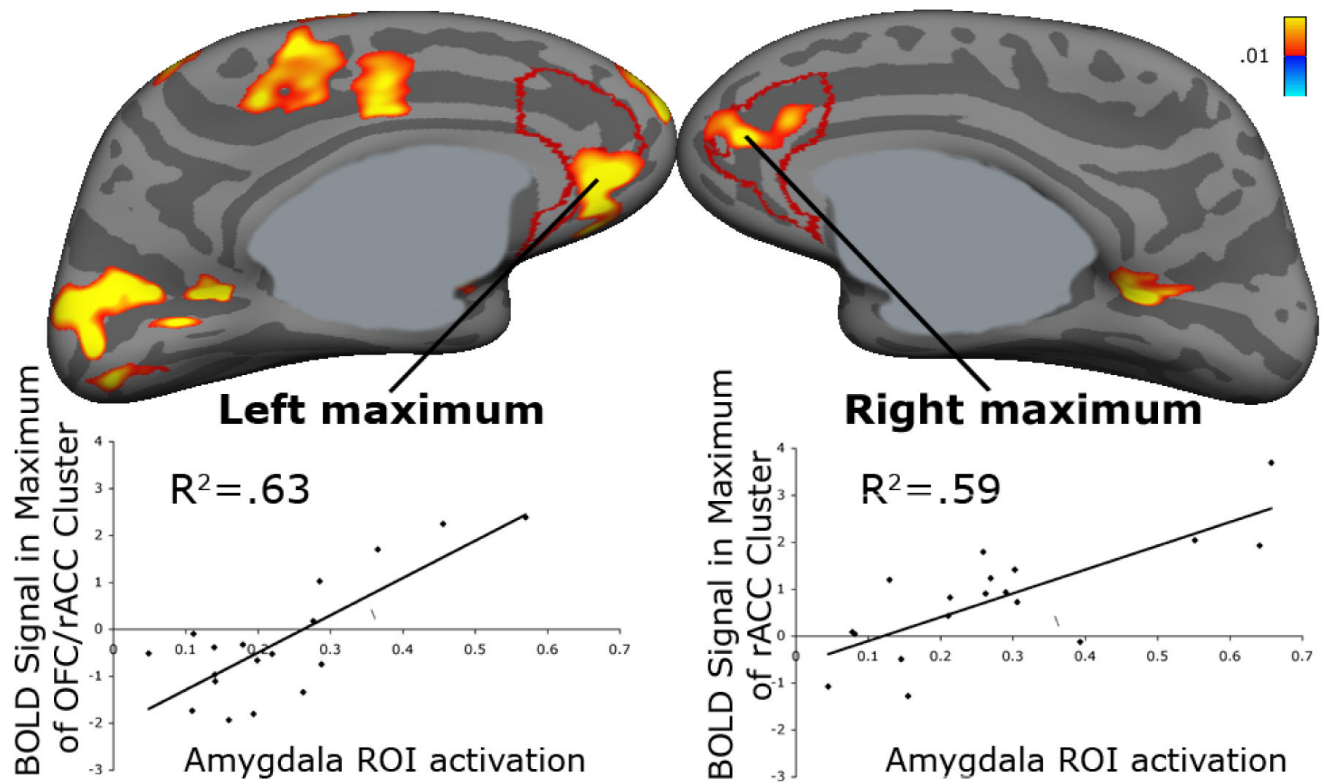 .01
Left maximum
Right maximum
BOLD Signal in Maximum
of OFC/rACC Cluster
4
3
2
1
0
-1
-2
-3
R²=.63
0 0.1 0.2 0.3 0.4 0.5 0.6 0.7
Amygdala ROI activation
BOLD Signal in Maximum
of rACC Cluster
4
3
2
1
0
-1
-2
-3
R²=.59
0 0.1 0.2 0.3 0.4 0.5 0.6 0.7
Amygdala ROI activation